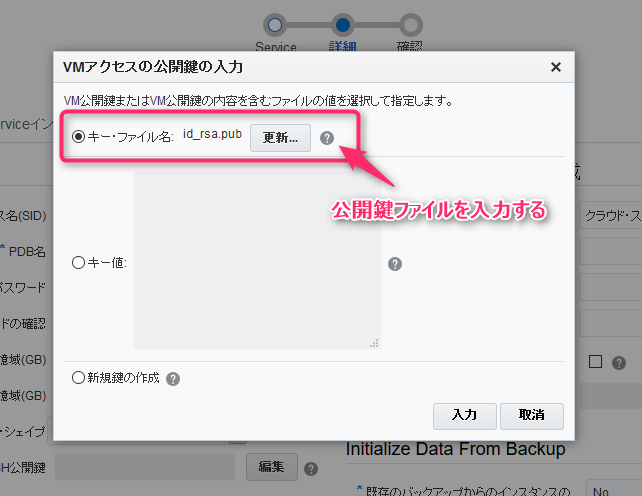 Service 詳細 確認
VMアクセスの公開鍵の入力
VM公開鍵またはVM公開鍵の内容を含むファイルの値を選択して指定します。
rviceイン
キー・ファイル名: id_rsa.pub 更新...
成
公開鍵ファイルを入力する
ス名(SID)
クラウド・ス
* PDB名
パスワード
キー値:
ドの確認
憶域(GB)
新規鍵の作成
憶域(GB)
入力 取消
・シェイプ
Initialize Data From Backup
SH公開鍵 編集
* 既存のバックアップからのインスタンスの No